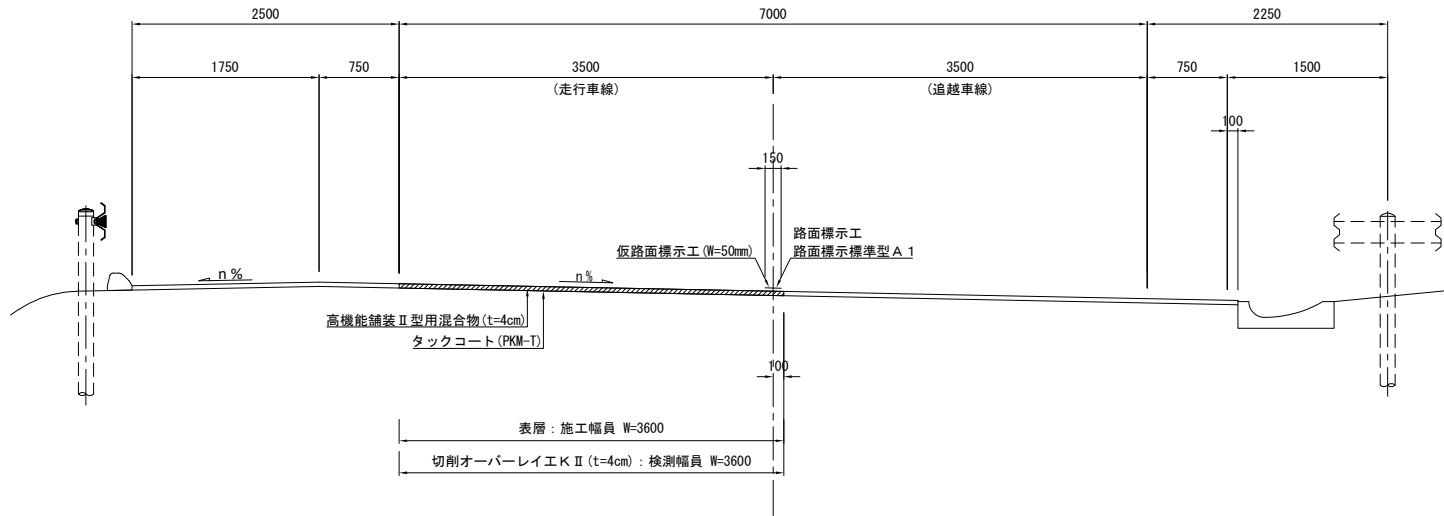 2500
7000
2250
1750
750
3500
3500
750
1500
(走行車線)
(追越車線)
100
150
路面標示工
仮路面標示工(W=50mm)
路面標示標準型A1
n%
n%
高機能舗装Ⅱ型用混合物(t=4cm)
タックコート(PKM-T)
100
表層:施工幅員 W=3600
切削オーバーレイ工KⅡ(t=4cm):検測幅員 W=3600